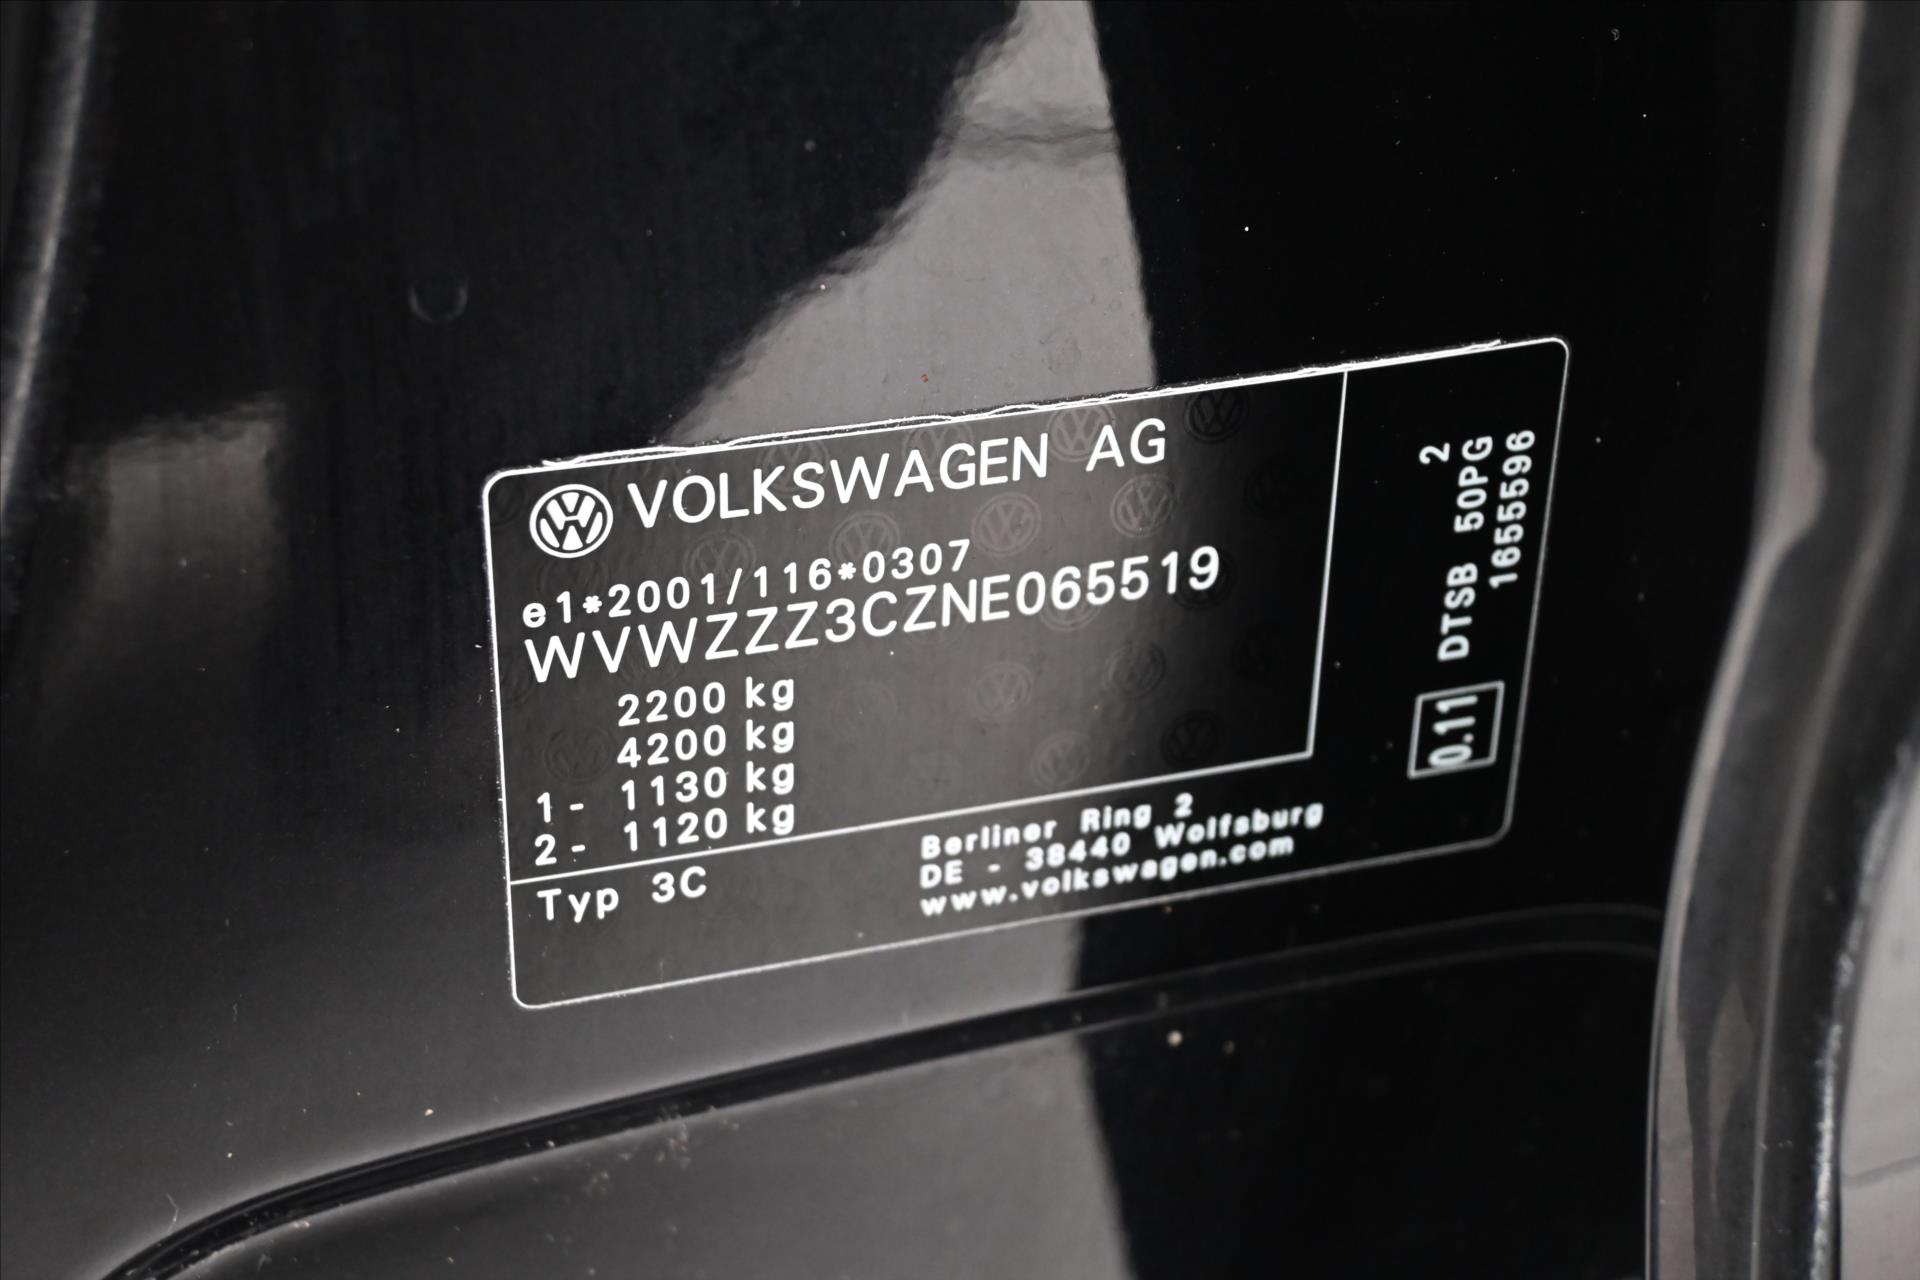 VOLKSWAGEN AG
e1*2001/116*0307
WVWZZZ3CZNE065519
2200 kg
4200 kg
1 - 1130 kg
2 - 1120 kg
Typ 3C
Berliner Ring 2
DE - 38440 Wolfsburg
www.volkswagen.com
2
0.11 DTSB 50PG
1655596